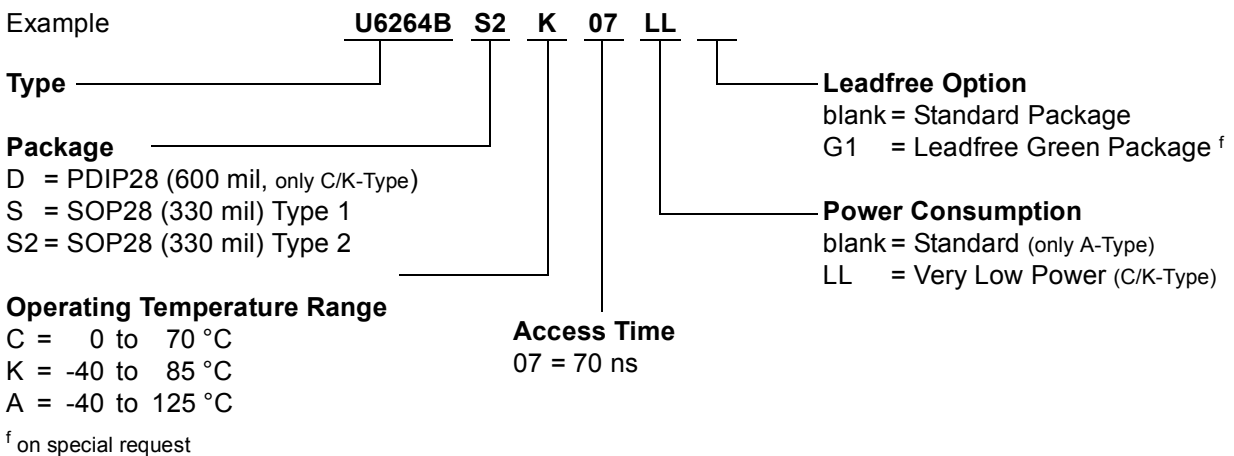 Example U6264B S2 K 07 LL
Type
Package
D = PDIP28 (600 mil, only C/K-Type)
S = SOP28 (330 mil) Type 1
S2 = SOP28 (330 mil) Type 2
Operating Temperature Range
C = 0 to 70 °C
K = -40 to 85 °C
A = -40 to 125 °C
f on special request
Access Time
07 = 70 ns
Leadfree Option
blank = Standard Package
G1 = Leadfree Green Package f
Power Consumption
blank = Standard (only A-Type)
LL = Very Low Power (C/K-Type)